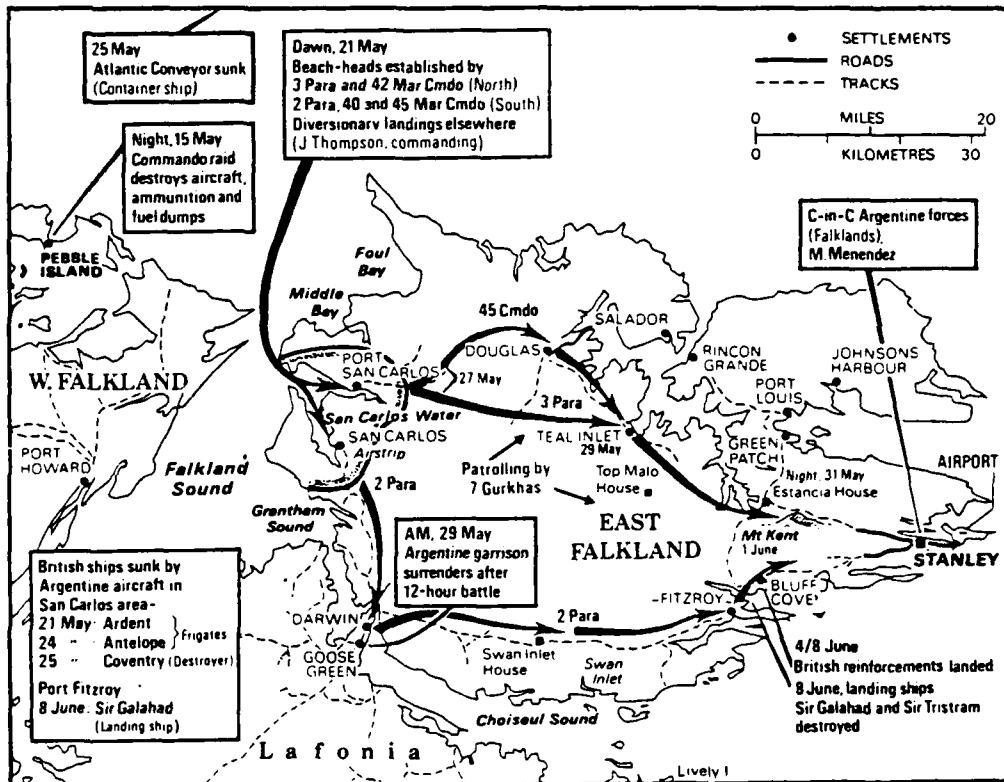 25 May
Atlantic Conveyor sunk
(Container ship)
Night, 15 May
Commando raid
destroys aircraft,
ammunition and
fuel dumps
Dawn, 21 May
Beach-heads established by
3 Para and 42 Mar Cmdo (North)
2 Para, 40 and 45 Mar Cmdo (South)
Diversionary landings elsewhere
(J Thompson, commanding)
SETTLEMENTS
ROADS
TRACKS
0 MILES 20
0 KILOMETRES 30
C-in-C Argentine forces
(Falklands),
M. Menendez
PEBBLE
ISLAND
Foul
Bay
Middle
Bay
45 Cmdo
SALADOR
DOUGLAS
RINCON
GRANDE
JOHNSONS
HARBOUR
PORT
SAN CARLOS
27 May
PORT
LOUIS
W. FALKLAND
3 Para
San Carlos Water
SAN CARLOS
Airstrip
TEAL INLET
29 May
GREEN
PATCH
PORT
HOWARD
Falkland
Sound
2 Para
Patrolling by
7 Gurkhas
Top Malo
House
Night, 31 May
Estancia House
AIRPORT
Grantham
Sound
EAST
FALKLAND
Mt Kent
1 June
STANLEY
AM, 29 May
Argentine garrison
surrenders after
12-hour battle
British ships sunk by
Argentine aircraft in
San Carlos area-
21 May Ardent
24 " Antelope
Frigates
25 " Coventry (Destroyer)
Port Fitzroy
8 June: Sir Galahad
(Landing ship)
BLUFF
COVE
FITZROY
2 Para
DARWIN
GOOSE
GREEN
Swan Inlet
House
Swan
Inlet
4/8 June
British reinforcements landed
8 June, landing ships
Sir Galahad and Sir Tristram
destroyed
Choiseul Sound
Lafonia
Lively I